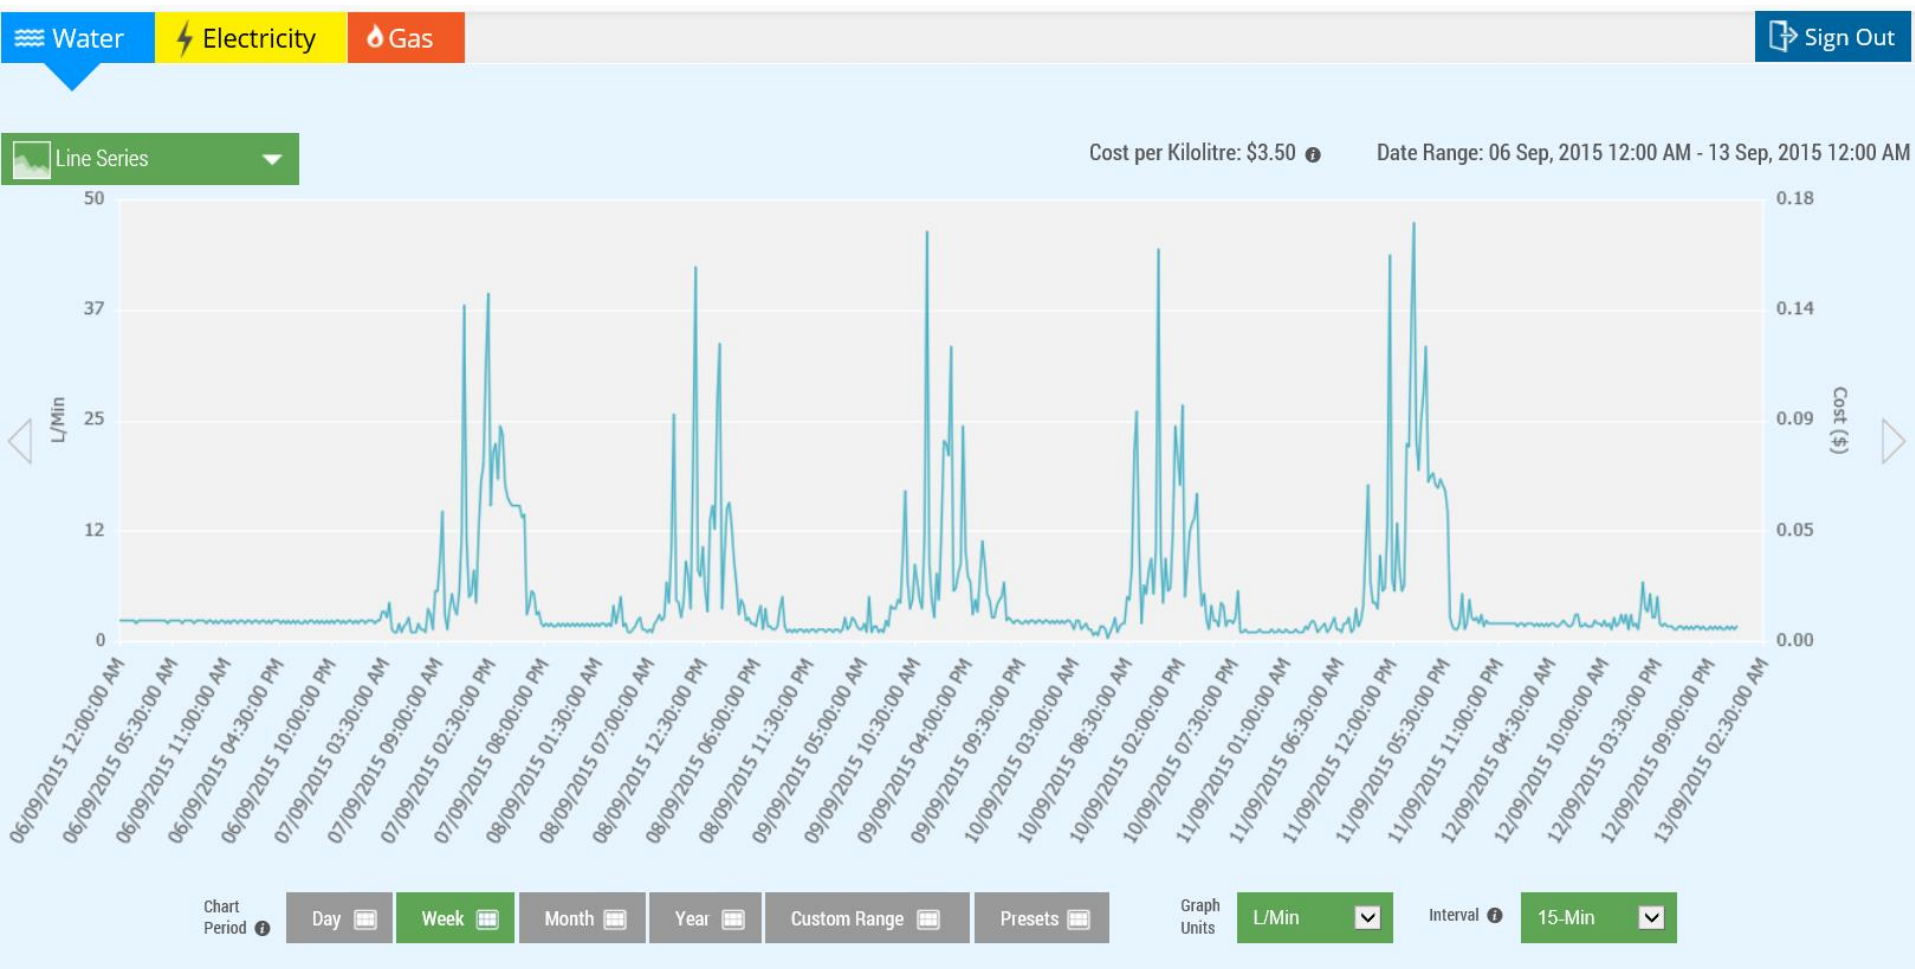 Water Electricity Gas Sign Out
Line Series
Cost per Kilolitre: $3.50 Date Range: 06 Sep, 2015 12:00 AM - 13 Sep, 2015 12:00 AM
50
37
25
12
0
L/Min
0.18
0.14
0.09
0.05
0.00
Cost ($)
06/09/2015 12:00:00 AM
06/09/2015 05:30:00 AM
06/09/2015 11:00:00 AM
06/09/2015 04:30:00 PM
06/09/2015 10:00:00 PM
07/09/2015 03:30:00 AM
07/09/2015 09:00:00 AM
07/09/2015 02:30:00 PM
07/09/2015 08:00:00 PM
08/09/2015 01:30:00 AM
08/09/2015 07:00:00 AM
08/09/2015 12:30:00 PM
08/09/2015 06:00:00 PM
08/09/2015 11:30:00 PM
09/09/2015 05:00:00 AM
09/09/2015 10:30:00 AM
09/09/2015 04:00:00 PM
09/09/2015 09:30:00 PM
10/09/2015 03:00:00 AM
10/09/2015 08:30:00 AM
10/09/2015 02:00:00 PM
10/09/2015 07:30:00 PM
11/09/2015 01:00:00 AM
11/09/2015 06:30:00 AM
11/09/2015 12:00:00 PM
11/09/2015 05:30:00 PM
11/09/2015 11:00:00 PM
12/09/2015 04:30:00 AM
12/09/2015 10:00:00 AM
12/09/2015 03:30:00 PM
12/09/2015 09:00:00 PM
13/09/2015 02:30:00 AM
Chart
Period
Day Week Month Year Custom Range Presets
Graph
Units
L/Min
Interval
15-Min